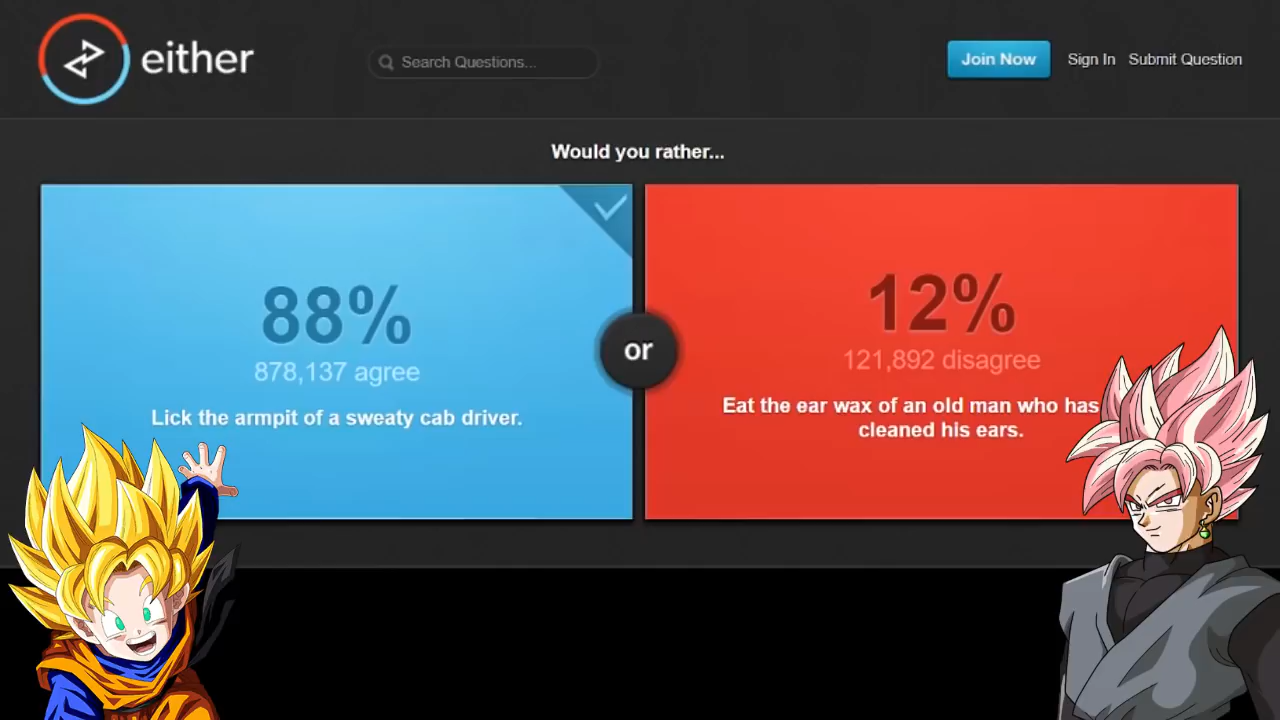 either
Search Questions...
Join Now
Sign In
Submit Question
Would you rather...
88%
878,137 agree
Lick the armpit of a sweaty cab driver.
or
12%
121,892 disagree
Eat the ear wax of an old man who has
cleaned his ears.